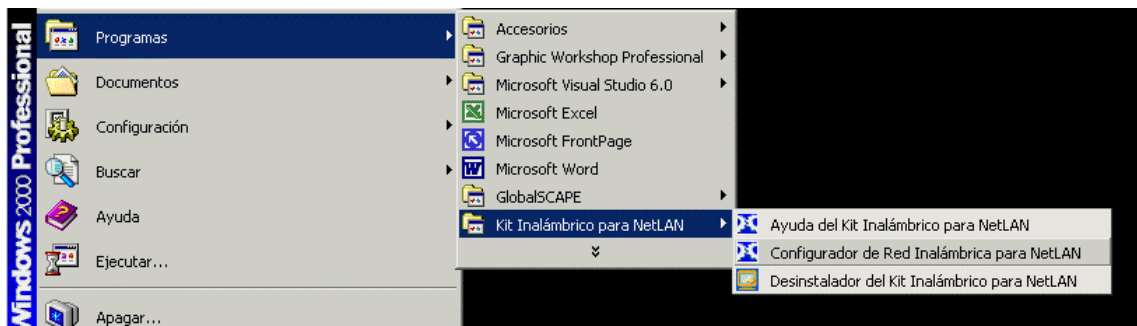 Windows 2000 Professional
Programas
Documentos
Configuración
Buscar
Ayuda
Ejecutar...
Apagar...
Accesorios
Graphic Workshop Professional
Microsoft Visual Studio 6.0
Microsoft Excel
Microsoft FrontPage
Microsoft Word
GlobalSCAPE
Kit Inalámbrico para NetLAN
Ayuda del Kit Inalámbrico para NetLAN
Configurador de Red Inalámbrica para NetLAN
Desinstalador del Kit Inalámbrico para NetLAN